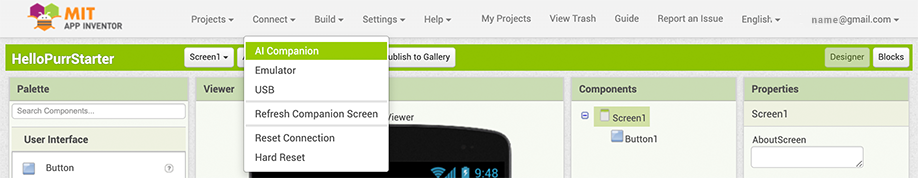 MIT
APP INVENTOR
Projects Connect Build Settings Help My Projects View Trash Guide Report an Issue English name@gmail.com
HelloPurrStarter Screen1 ublish to Gallery Designer Blocks
AI Companion
Emulator
USB
Refresh Companion Screen
Reset Connection
Hard Reset
Palette
Search Components...
User Interface
Button ?
Viewer
Viewer
9:48
Components
Screen1
Button1
Properties
Screen1
AboutScreen